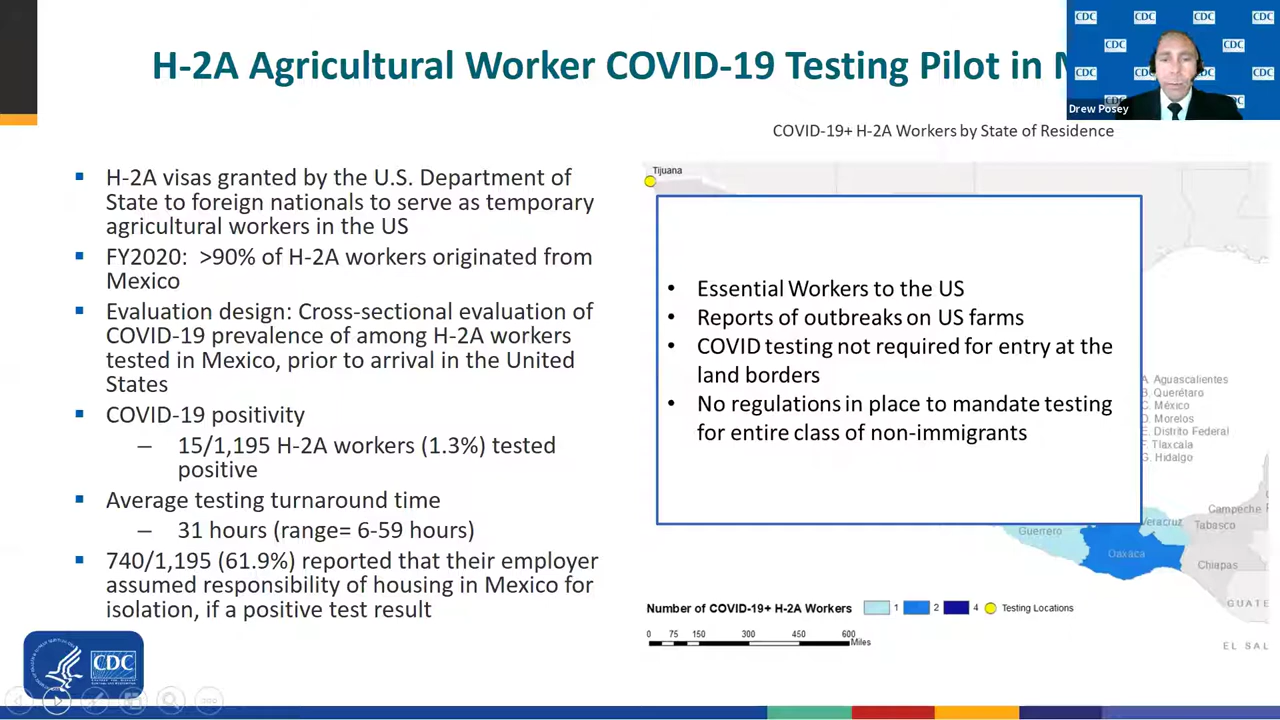 H-2A Agricultural Worker COVID-19 Testing Pilot in
CDC CDC CDC CDC
CDC CDC
CDC CDC
CDC
Drew Posey
COVID-19+ H-2A Workers by State of Residence
▪ H-2A visas granted by the U.S. Department of
State to foreign nationals to serve as temporary
agricultural workers in the US
▪ FY2020: >90% of H-2A workers originated from
Mexico
▪ Evaluation design: Cross-sectional evaluation of
COVID-19 prevalence of among H-2A workers
tested in Mexico, prior to arrival in the United
States
▪ COVID-19 positivity
– 15/1,195 H-2A workers (1.3%) tested
positive
▪ Average testing turnaround time
– 31 hours (range= 6-59 hours)
▪ 740/1,195 (61.9%) reported that their employer
assumed responsibility of housing in Mexico for
isolation, if a positive test result
Tijuana
• Essential Workers to the US
• Reports of outbreaks on US farms
• COVID testing not required for entry at the
land borders
• No regulations in place to mandate testing
for entire class of non-immigrants
A. Aguascalientes
B. Querétaro
C. México
D. Morelos
E. Distrito Federal
F. Tlaxcala
G. Hidalgo
Campeche
Veracruz Tabasco
Guerrero
Oaxaca
Chiapas
GUATE
EL SAL
Number of COVID-19+ H-2A Workers 1 2 4 Testing Locations
0 75 150 300 450 600
Miles
CDC